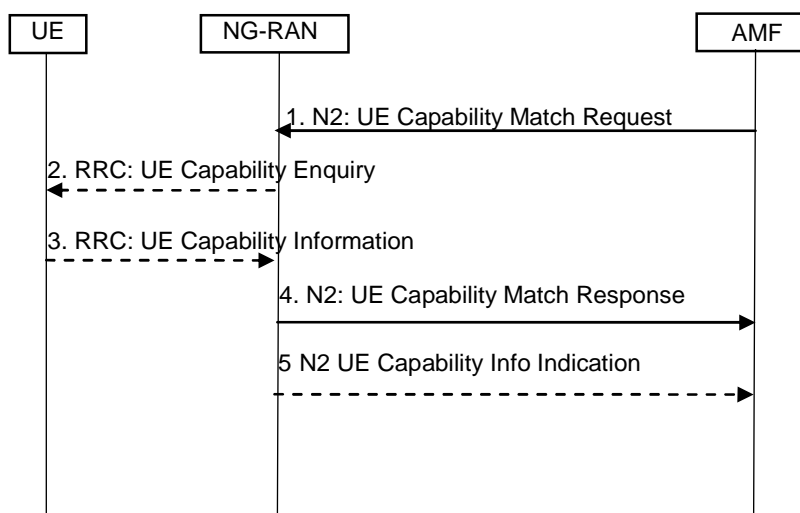 UE
NG-RAN
AMF
1. N2: UE Capability Match Request
2. RRC: UE Capability Enquiry
3. RRC: UE Capability Information
4. N2: UE Capability Match Response
5 N2 UE Capability Info Indication